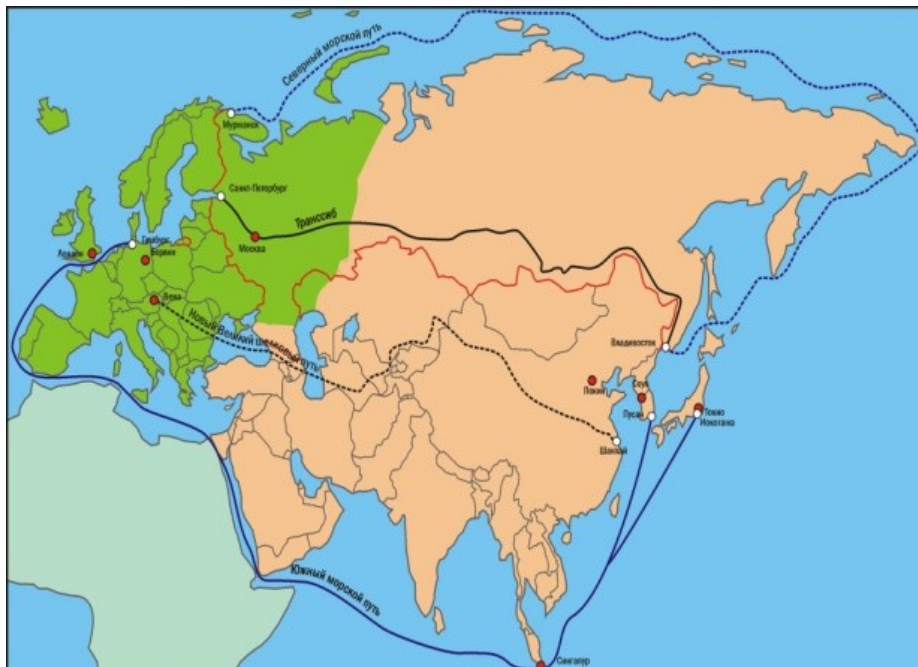 Северный морской путь
Мурманск
Санкт-Петербург
Транссиб
Москва
Гамбург
Лондон
Берлин
Вена
Новый Великий шелковый путь
Владивосток
Пекин
Сеул
Пусан
Токио
Иокогама
Шанхай
Южный морской путь
Сингапур